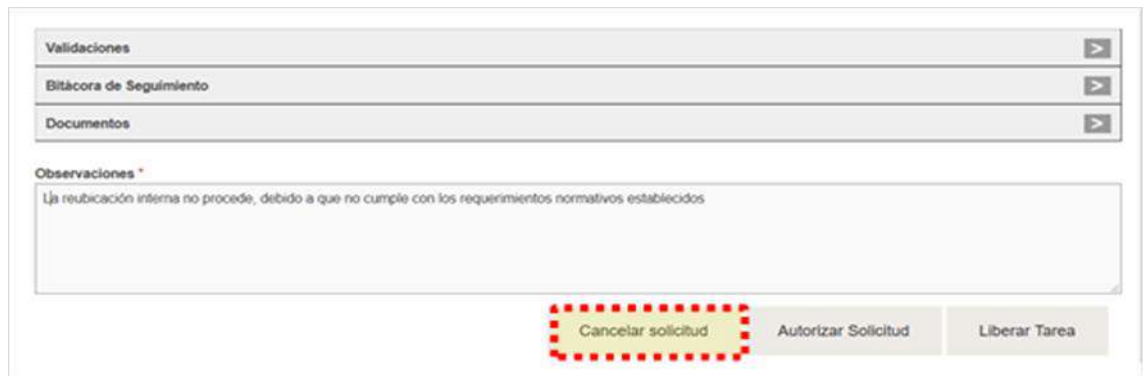 Validaciones
>
Bitácora de Seguimiento
>
Documentos
>
Observaciones *
La reubicación interna no procede, debido a que no cumple con los requerimientos normativos establecidos
Cancelar solicitud
Autorizar Solicitud
Liberar Tarea